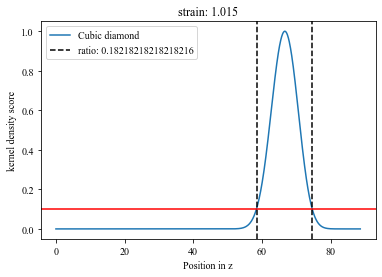 strain: 1.015
Cubic diamond
ratio: 0.18218218218218216
kernel density score
1.0
0.8
0.6
0.4
0.2
0.0
0 20 40 60 80
Position in z